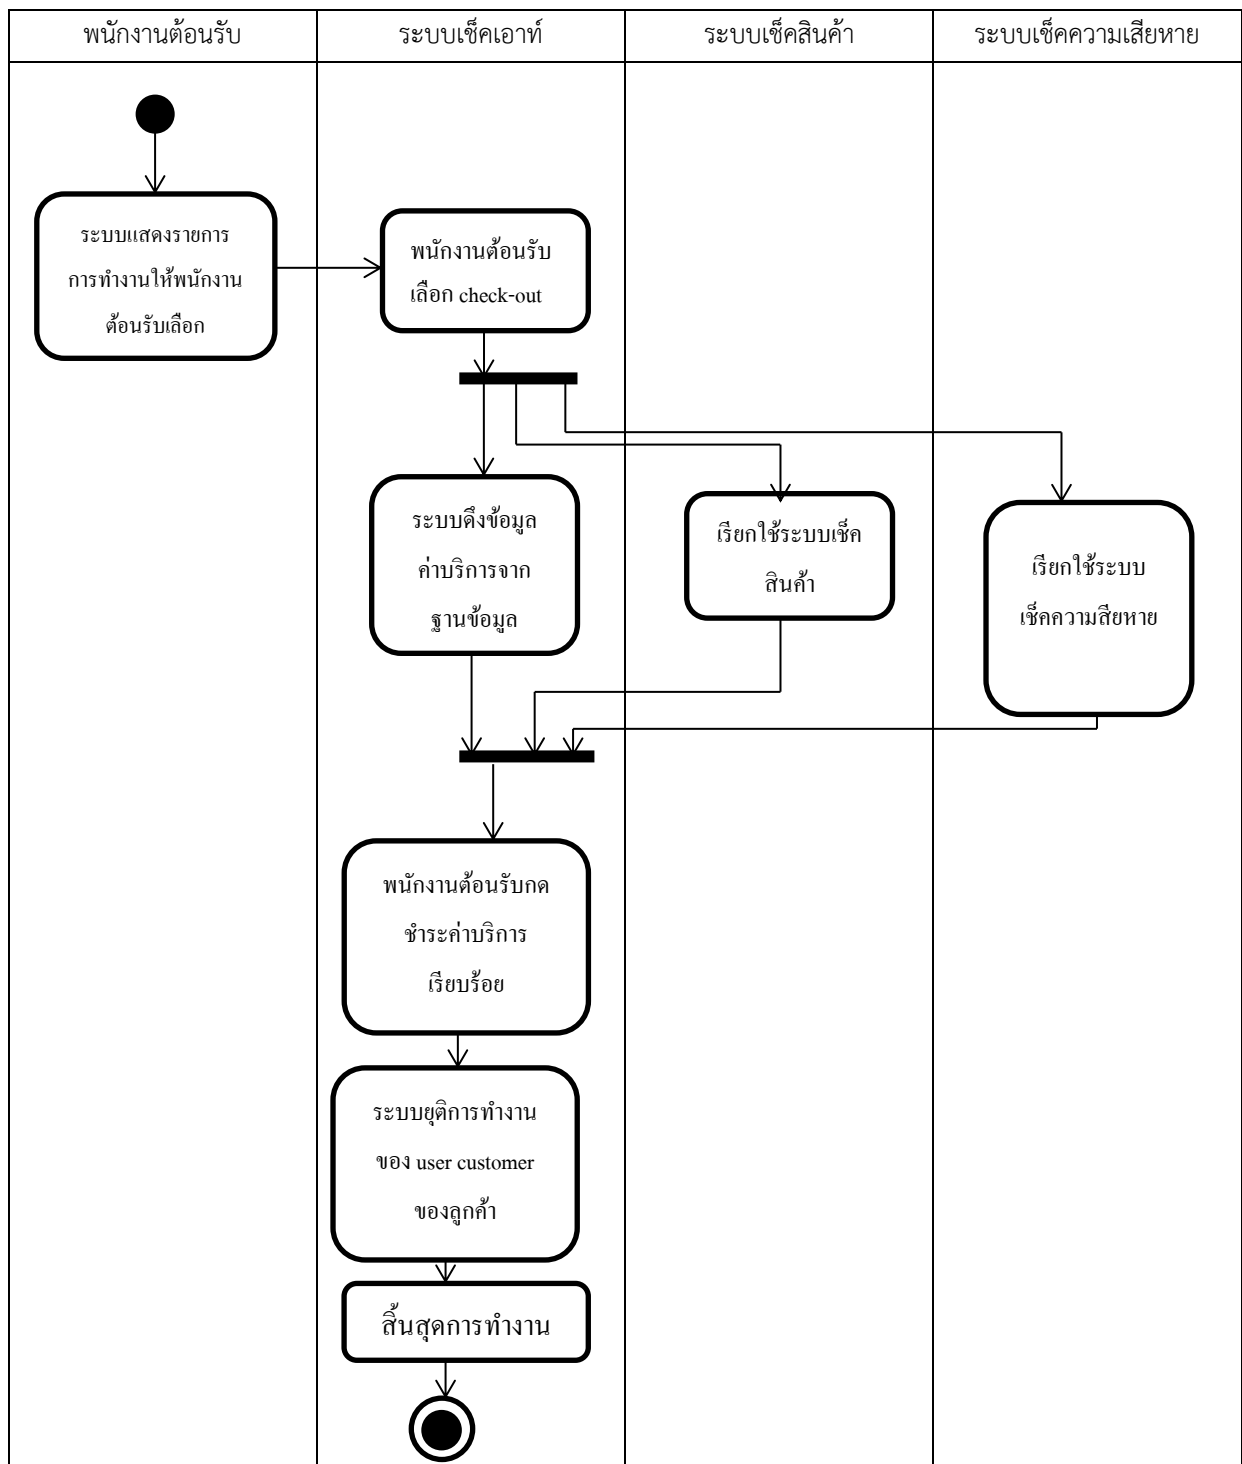 พนักงานต้อนรับ
ระบบเช็คเอาท์
ระบบเช็คสินค้า
ระบบเช็คความเสียหาย
ระบบแสดงรายการ
การทำงานให้พนักงาน
ต้อนรับเลือก
พนักงานต้อนรับ
เลือก check-out
ระบบดึงข้อมูล
ค่าบริการจาก
ฐานข้อมูล
เรียกใช้ระบบเช็ค
สินค้า
เรียกใช้ระบบ
เช็คความสียหาย
พนักงานต้อนรับกด
ชำระค่าบริการ
เรียบร้อย
ระบบยุติการทำงาน
ของ user customer
ของลูกค้า
สิ้นสุดการทำงาน